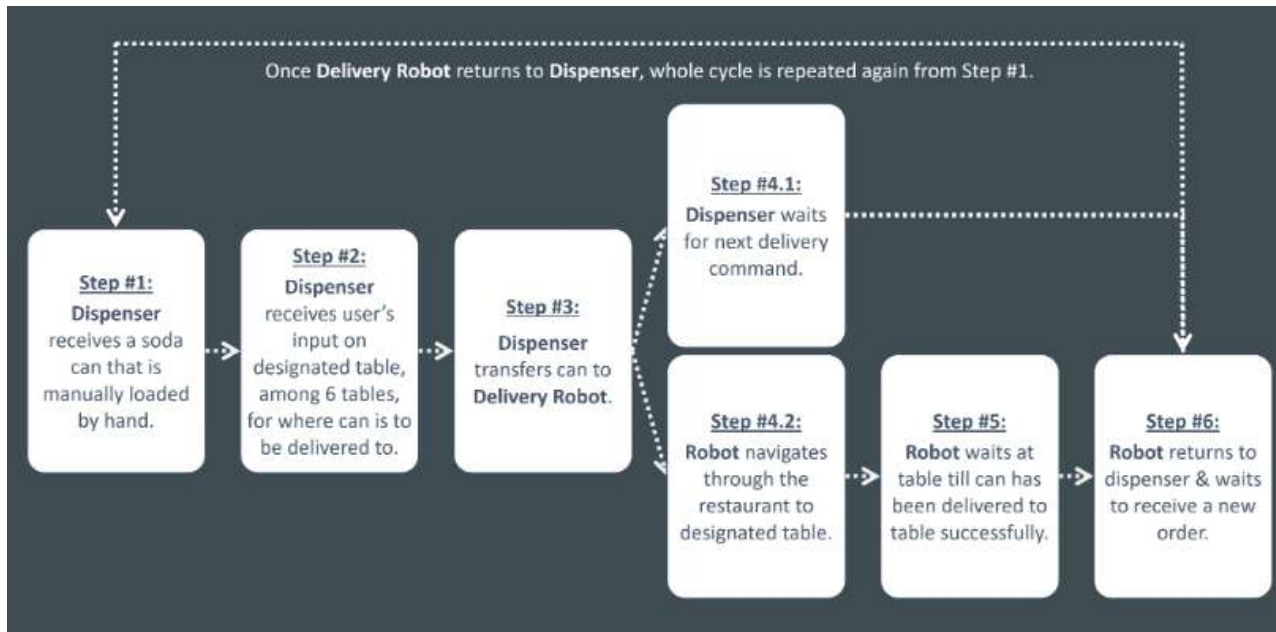 Once Delivery Robot returns to Dispenser, whole cycle is repeated again from Step #1.
Step #1:
Dispenser
receives a soda
can that is
manually loaded
by hand.
Step #2:
Dispenser
receives user's
input on
designated table,
among 6 tables,
for where can is to
be delivered to.
Step #3:
Dispenser
transfers can to
Delivery Robot.
Step #4.1:
Dispenser waits
for next delivery
command.
Step #4.2:
Robot navigates
through the
restaurant to
designated table.
Step #5:
Robot waits at
table till can has
been delivered to
table successfully.
Step #6:
Robot returns to
dispenser & waits
to receive a new
order.